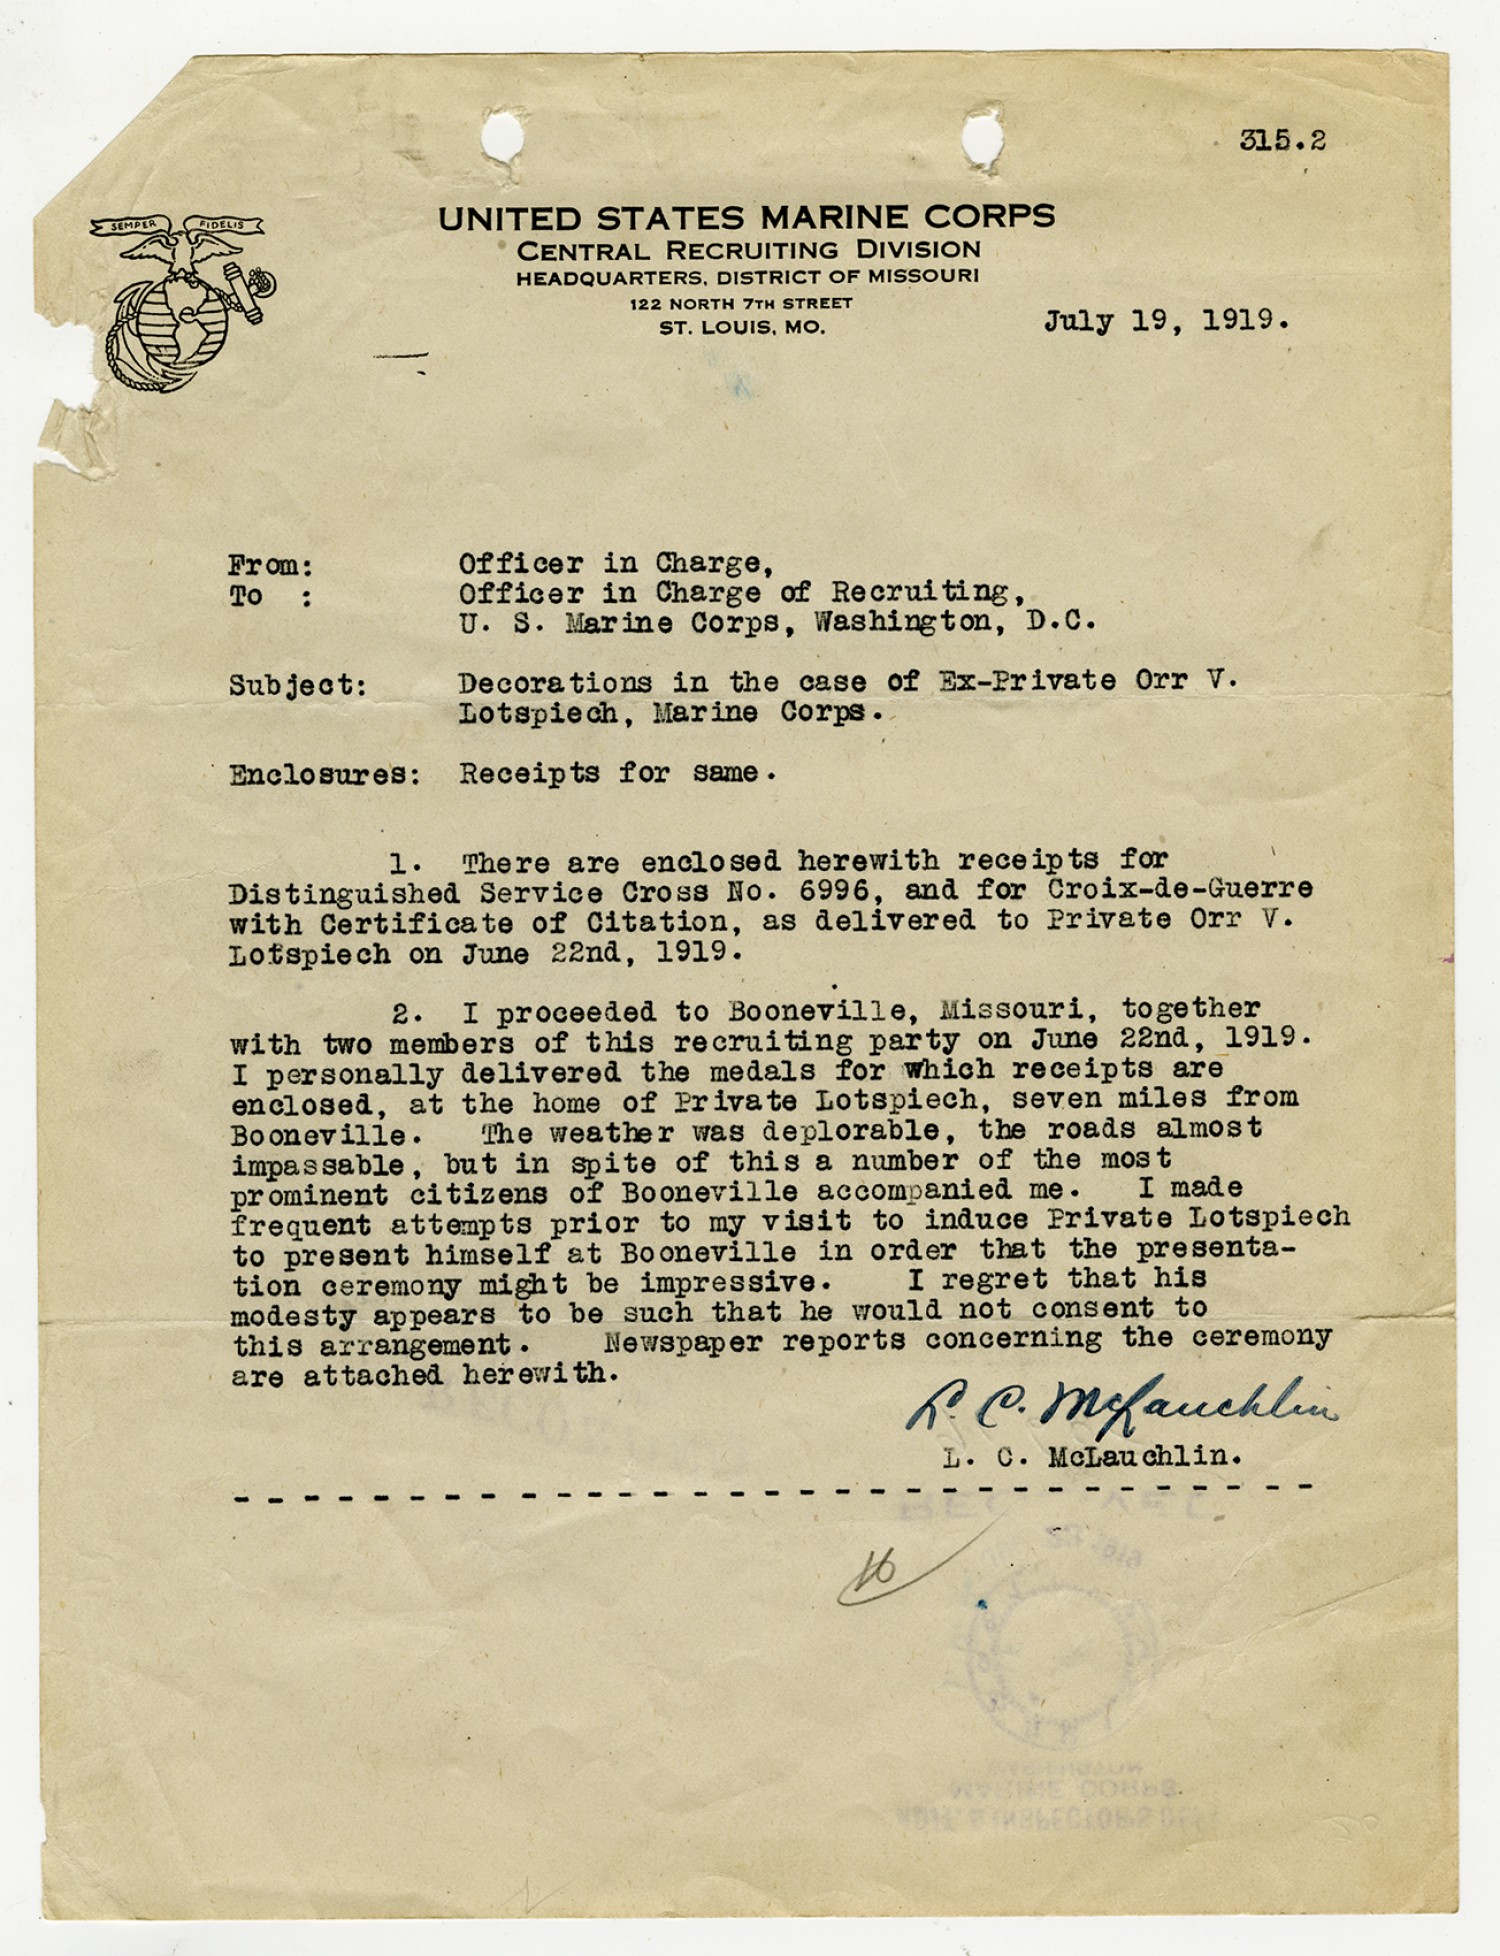 315.2
SEMPER FIDELIS
UNITED STATES MARINE CORPS
CENTRAL RECRUITING DIVISION
HEADQUARTERS, DISTRICT OF MISSOURI
122 NORTH 7TH STREET
ST. LOUIS, MO.
July 19, 1919.
From: Officer in Charge,
To : Officer in Charge of Recruiting,
U. S. Marine Corps, Washington, D.C.
Subject: Decorations in the case of Ex-Private Orr V.
Lotspiech, Marine Corps.
Enclosures: Receipts for same.
1. There are enclosed herewith receipts for
Distinguished Service Cross No. 6996, and for Croix-de-Guerre
with Certificate of Citation, as delivered to Private Orr V.
Lotspiech on June 22nd, 1919.
2. I proceeded to Booneville, Missouri, together
with two members of this recruiting party on June 22nd, 1919.
I personally delivered the medals for which receipts are
enclosed, at the home of Private Lotspiech, seven miles from
Booneville. The weather was deplorable, the roads almost
impassable, but in spite of this a number of the most
prominent citizens of Booneville accompanied me. I made
frequent attempts prior to my visit to induce Private Lotspiech
to present himself at Booneville in order that the presenta-
tion ceremony might be impressive. I regret that his
modesty appears to be such that he would not consent to
this arrangement. Newspaper reports concerning the ceremony
are attached herewith.
L. C. McLauchlin
L. C. McLauchlin.